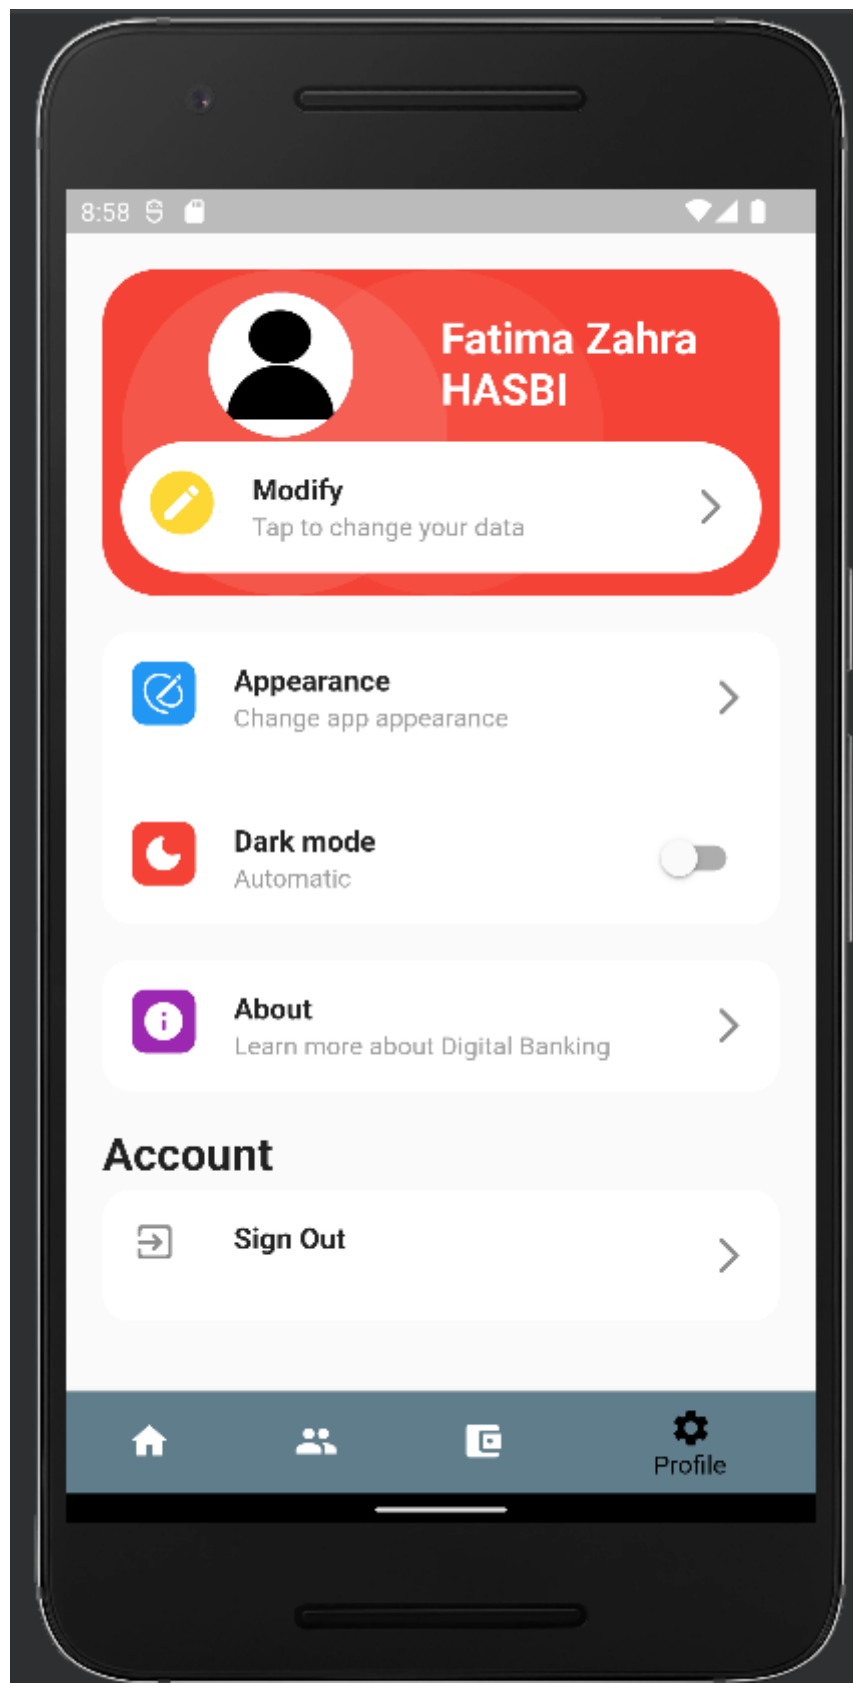 8:58
Fatima Zahra
HASBI
Modify
Tap to change your data
Appearance
Change app appearance
Dark mode
Automatic
About
Learn more about Digital Banking
Account
Sign Out
Profile